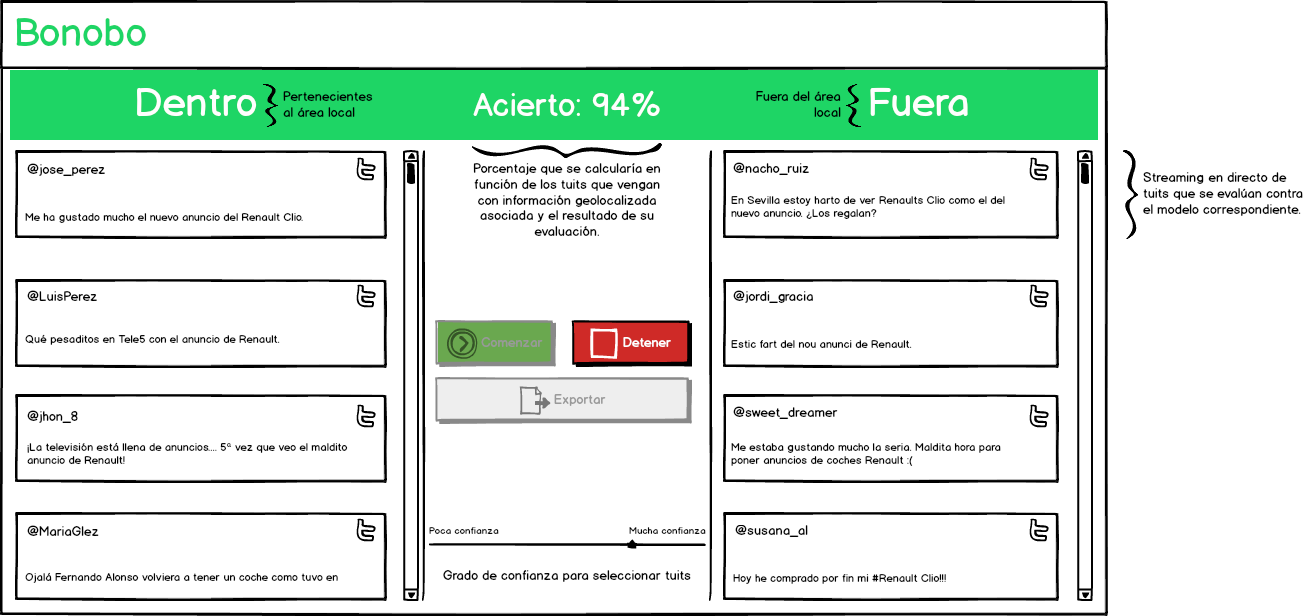 Bonobo
Dentro
Pertenecientes
al área local
Acierto: 94%
Fuera del área
local
Fuera
@jose_perez
Me ha gustado mucho el nuevo anuncio del Renault Clio.
@LuisPerez
Qué pesaditos en Tele5 con el anuncio de Renault.
@jhon_8
¡La televisión está llena de anuncios.... 5ª vez que veo el maldito
anuncio de Renault!
@MariaGlez
Ojalá Fernando Alonso volviera a tener un coche como tuvo en
Porcentaje que se calcularía en
función de los tuits que vengan
con información geolocalizada
asociada y el resultado de su
evaluación.
Comenzar
Detener
Exportar
Poca confianza
Mucha confianza
Grado de confianza para seleccionar tuits
@nacho_ruiz
En Sevilla estoy harto de ver Renaults Clio como el del
nuevo anuncio. ¿Los regalan?
@jordi_gracia
Estic fart del nou anunci de Renault.
@sweet_dreamer
Me estaba gustando mucho la seria. Maldita hora para
poner anuncios de coches Renault :(
@susana_al
Hoy he comprado por fin mi #Renault Clio!!!
Streaming en directo de
tuits que se evalúan contra
el modelo correspondiente.